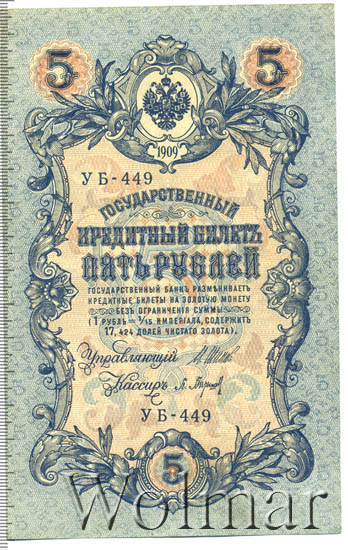 5 5
1909
УБ-449
ГОСУДАРСТВЕННЫЙ
КРЕДИТНЫЙ БИЛЕТЪ
ПЯТЬ РУБЛЕЙ
ГОСУДАРСТВЕННЫЙ БАНКЪ РАЗМѢНИВАЕТЪ
КРЕДИТНЫЕ БИЛЕТЫ НА ЗОЛОТУЮ МОНЕТУ
БЕЗЪ ОГРАНИЧЕНІЯ СУММЫ
(1 РУБЛЬ = 1/15 ИМПЕРІАЛА, СОДЕРЖИТЪ
17,424 ДОЛЕЙ ЧИСТАГО ЗОЛОТА).
Управляющій
Кассиръ
УБ-449
5
Wolmar